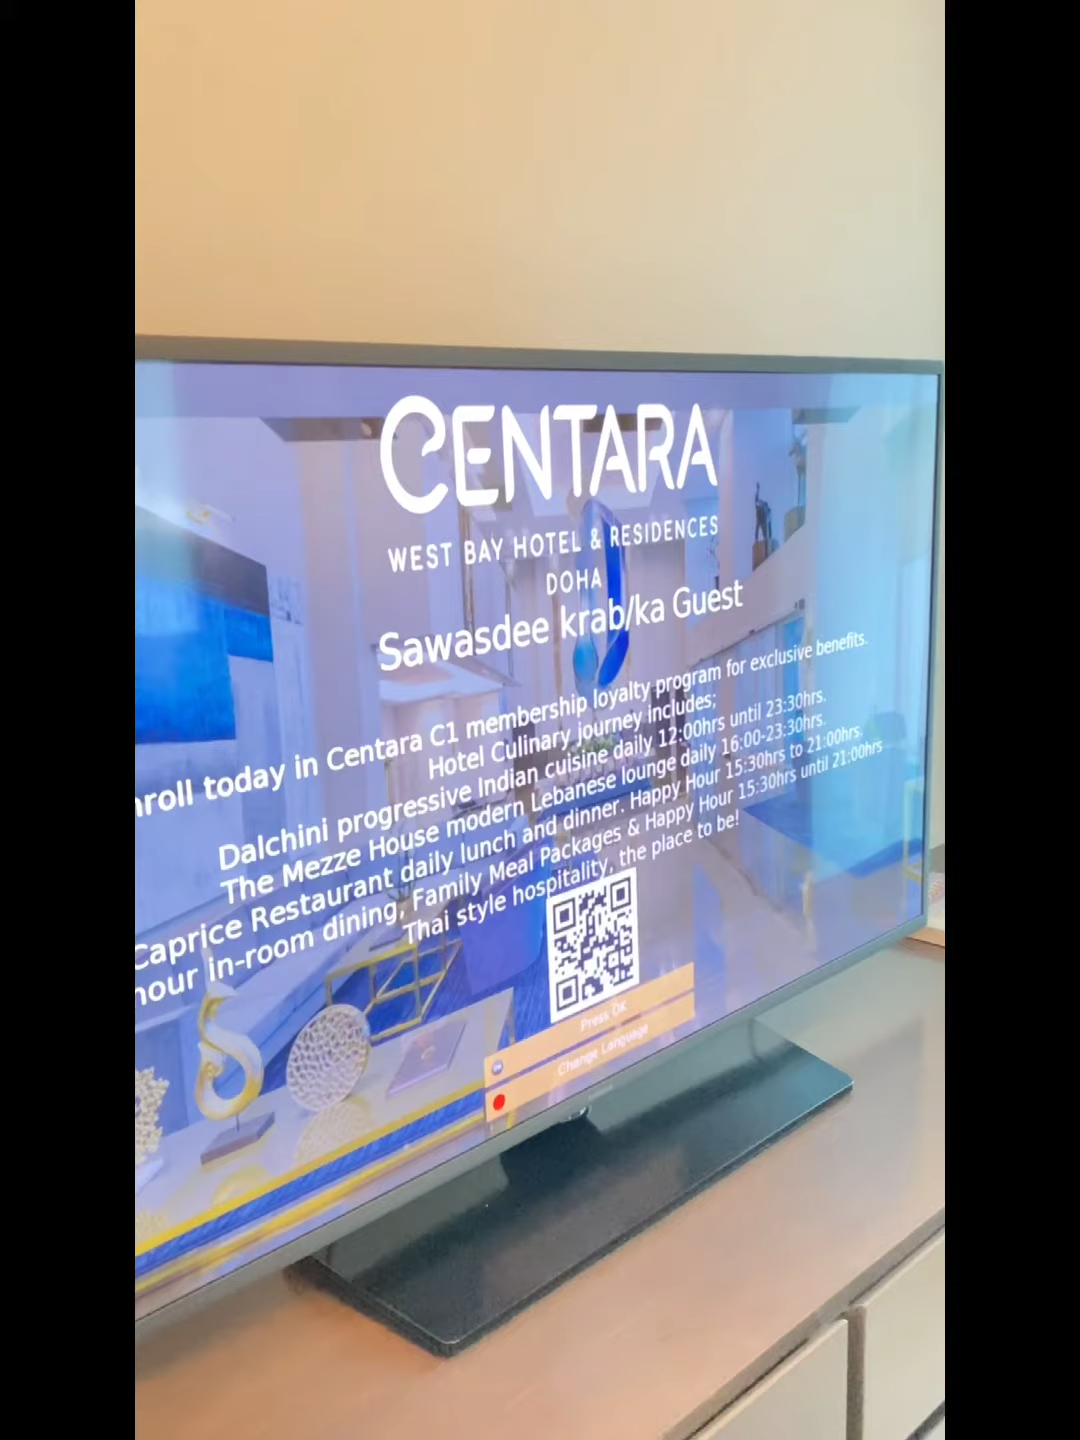 CENTARA
WEST BAY HOTEL & RESIDENCES
DOHA
Sawasdee krab/ka Guest
nroll today in Centara C1 membership loyalty program for exclusive benefits.
Hotel Culinary journey includes;
Dalchini progressive Indian cuisine daily 12:00hrs until 23:30hrs.
The Mezze House modern Lebanese lounge daily 16:00-23:30hrs.
Caprice Restaurant daily lunch and dinner. Happy Hour 15:30hrs to 21:00hrs.
hour in-room dining, Family Meal Packages & Happy Hour 15:30hrs until 21:00hrs
Thai style hospitality, the place to be!
Press OK
Change Language